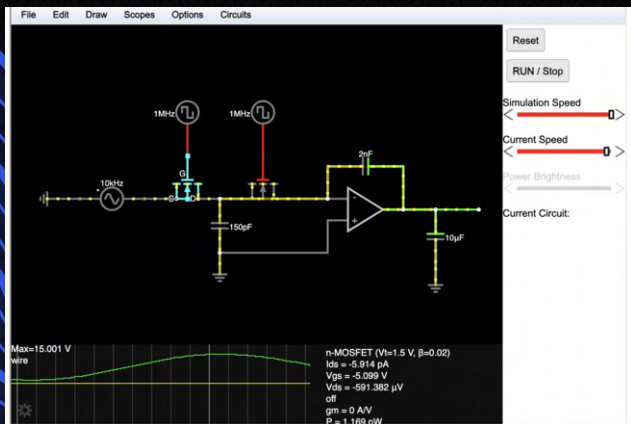 File Edit Draw Scopes Options Circuits
Reset
RUN / Stop
Simulation Speed
Current Speed
Power Brightness
Current Circuit:
1MHz
1MHz
G
2nF
10kHz
S
D
-
+
150pF
10μF
Max=15.001 V
wire
n-MOSFET (Vt=1.5 V, β=0.02)
Ids = -5.914 pA
Vgs = -5.099 V
Vds = -591.382 μV
off
gm = 0 A/V
P = 1.169 nW